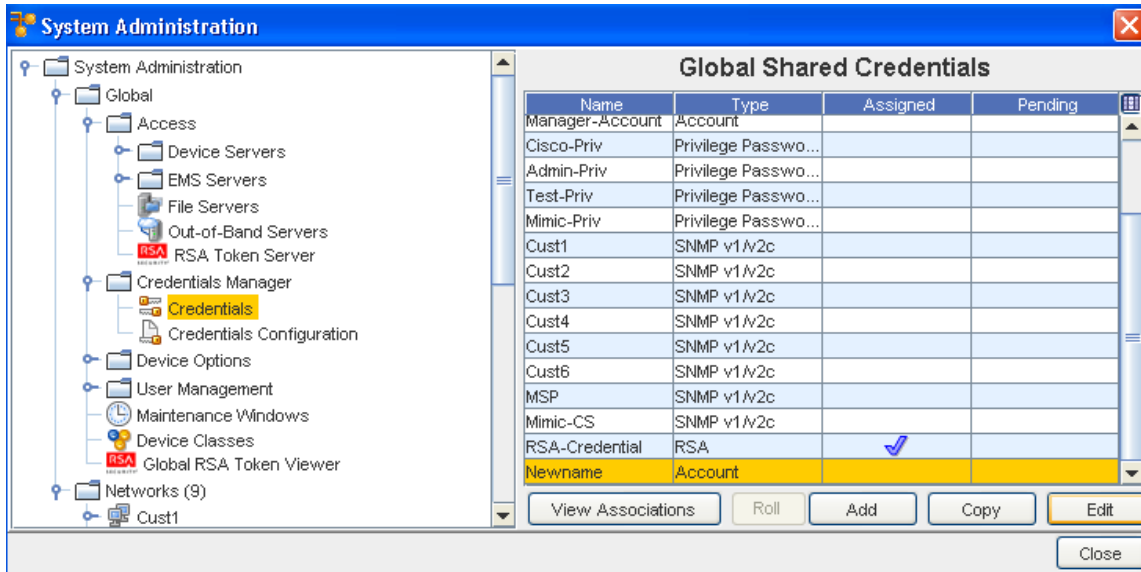 System Administration
System Administration
Global
Access
Device Servers
EMS Servers
File Servers
Out-of-Band Servers
RSA RSA Token Server
Credentials Manager
Credentials
Credentials Configuration
Device Options
User Management
Maintenance Windows
Device Classes
RSA Global RSA Token Viewer
Networks (9)
Cust1
Global Shared Credentials
Name Type Assigned Pending
Manager-Account Account
Cisco-Priv Privilege Passwo...
Admin-Priv Privilege Passwo...
Test-Priv Privilege Passwo...
Mimic-Priv Privilege Passwo...
Cust1 SNMP v1/v2c
Cust2 SNMP v1/v2c
Cust3 SNMP v1/v2c
Cust4 SNMP v1/v2c
Cust5 SNMP v1/v2c
Cust6 SNMP v1/v2c
MSP SNMP v1/v2c
Mimic-CS SNMP v1/v2c
RSA-Credential RSA
Newname Account
View Associations Roll Add Copy Edit
Close